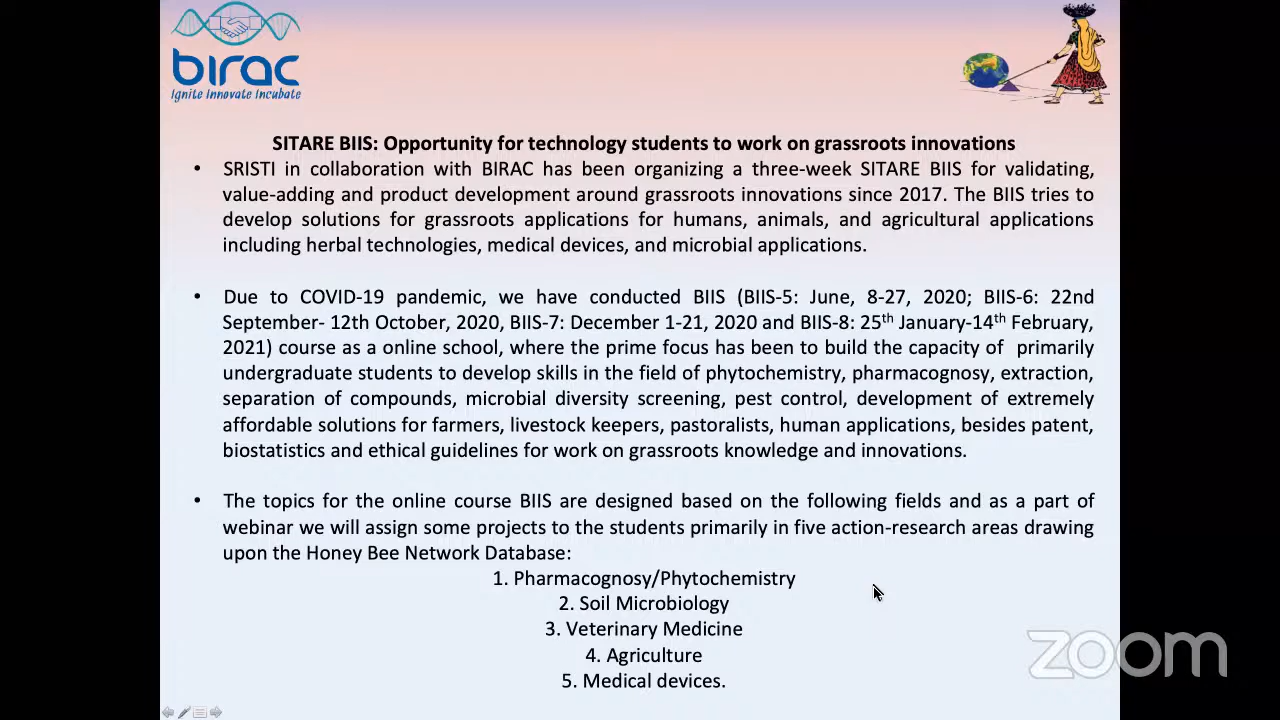 birac
Ignite Innovate Incubate
SITARE BIIS: Opportunity for technology students to work on grassroots innovations
• SRISTI in collaboration with BIRAC has been organizing a three-week SITARE BIIS for validating,
value-adding and product development around grassroots innovations since 2017. The BIIS tries to
develop solutions for grassroots applications for humans, animals, and agricultural applications
including herbal technologies, medical devices, and microbial applications.
• Due to COVID-19 pandemic, we have conducted BIIS (BIIS-5: June, 8-27, 2020; BIIS-6: 22nd
September- 12th October, 2020, BIIS-7: December 1-21, 2020 and BIIS-8: 25th January-14th February,
2021) course as a online school, where the prime focus has been to build the capacity of primarily
undergraduate students to develop skills in the field of phytochemistry, pharmacognosy, extraction,
separation of compounds, microbial diversity screening, pest control, development of extremely
affordable solutions for farmers, livestock keepers, pastoralists, human applications, besides patent,
biostatistics and ethical guidelines for work on grassroots knowledge and innovations.
• The topics for the online course BIIS are designed based on the following fields and as a part of
webinar we will assign some projects to the students primarily in five action-research areas drawing
upon the Honey Bee Network Database:
1. Pharmacognosy/Phytochemistry
2. Soil Microbiology
3. Veterinary Medicine
4. Agriculture
5. Medical devices.
zoom